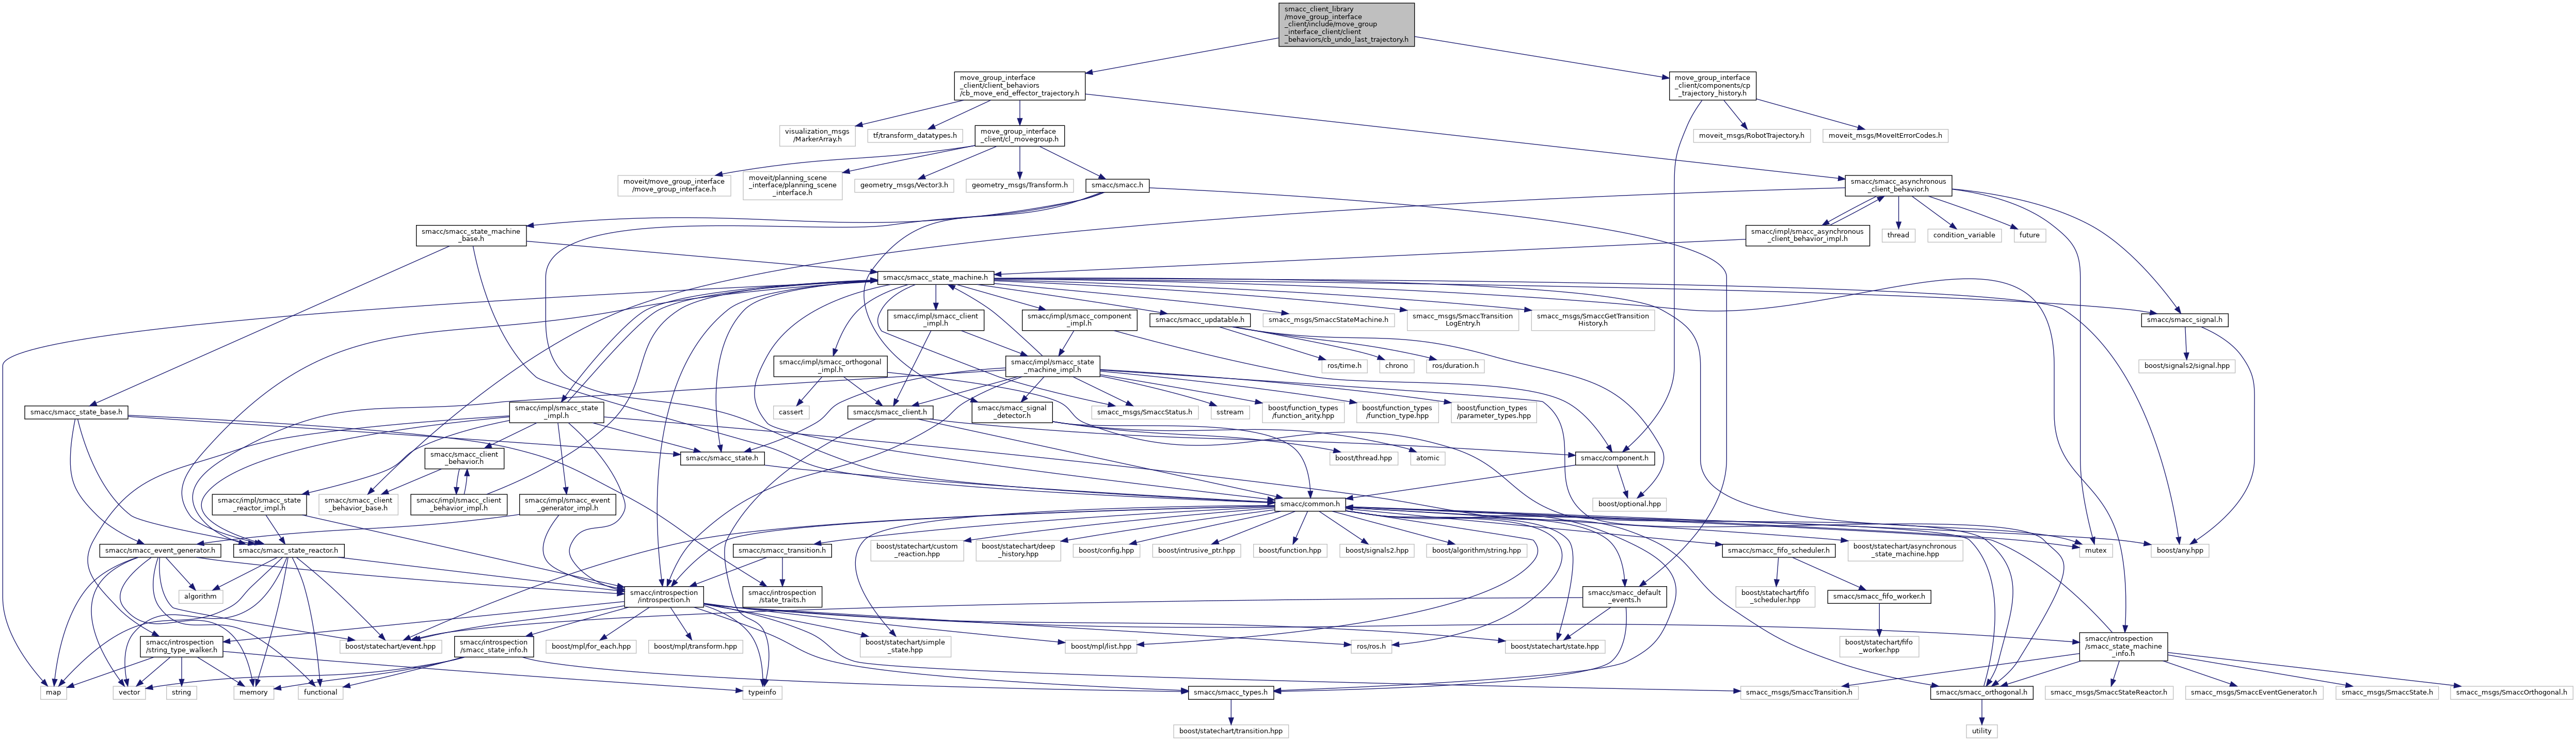 smacc_client_library
/move_group_interface
_client/include/move_group
_interface_client/client
_behaviors/cb_undo_last_trajectory.h
move_group_interface
_client/client_behaviors
/cb_move_end_effector_trajectory.h
move_group_interface
_client/components/cp
_trajectory_history.h
visualization_msgs
/MarkerArray.h
tf/transform_datatypes.h
move_group_interface
_client/cl_movegroup.h
moveit_msgs/RobotTrajectory.h
moveit_msgs/MoveItErrorCodes.h
moveit/move_group_interface
/move_group_interface.h
moveit/planning_scene
_interface/planning_scene
_interface.h
geometry_msgs/Vector3.h
geometry_msgs/Transform.h
smacc/smacc.h
smacc/smacc_asynchronous
_client_behavior.h
smacc/smacc_state_machine
_base.h
smacc/impl/smacc_asynchronous
_client_behavior_impl.h
thread
condition_variable
future
smacc/smacc_state_machine.h
smacc/impl/smacc_client
_impl.h
smacc/impl/smacc_component
_impl.h
smacc/smacc_updatable.h
smacc_msgs/SmaccStateMachine.h
smacc_msgs/SmaccTransition
LogEntry.h
smacc_msgs/SmaccGetTransition
History.h
smacc/smacc_signal.h
smacc/impl/smacc_orthogonal
_impl.h
smacc/impl/smacc_state
_machine_impl.h
ros/time.h
chrono
ros/duration.h
boost/signals2/signal.hpp
smacc/smacc_state_base.h
smacc/impl/smacc_state
_impl.h
cassert
smacc/smacc_client.h
smacc/smacc_signal
_detector.h
smacc_msgs/SmaccStatus.h
sstream
boost/function_types
/function_arity.hpp
boost/function_types
/function_type.hpp
boost/function_types
/parameter_types.hpp
smacc/smacc_client
_behavior.h
smacc/smacc_state.h
boost/thread.hpp
atomic
smacc/component.h
smacc/impl/smacc_state
_reactor_impl.h
smacc/smacc_client
_behavior_base.h
smacc/impl/smacc_client
_behavior_impl.h
smacc/impl/smacc_event
_generator_impl.h
smacc/common.h
boost/optional.hpp
smacc/smacc_event_generator.h
smacc/smacc_state_reactor.h
smacc/smacc_transition.h
boost/statechart/custom
_reaction.hpp
boost/statechart/deep
_history.hpp
boost/config.hpp
boost/intrusive_ptr.hpp
boost/function.hpp
boost/signals2.hpp
boost/algorithm/string.hpp
smacc/smacc_fifo_scheduler.h
boost/statechart/asynchronous
_state_machine.hpp
mutex
boost/any.hpp
algorithm
smacc/introspection
/introspection.h
smacc/introspection
/state_traits.h
smacc/smacc_default
_events.h
boost/statechart/fifo
_scheduler.hpp
smacc/smacc_fifo_worker.h
smacc/introspection
/string_type_walker.h
boost/statechart/event.hpp
smacc/introspection
/smacc_state_info.h
boost/mpl/for_each.hpp
boost/mpl/transform.hpp
boost/statechart/simple
_state.hpp
boost/mpl/list.hpp
ros/ros.h
boost/statechart/state.hpp
boost/statechart/fifo
_worker.hpp
smacc/introspection
/smacc_state_machine
_info.h
map
vector
string
memory
functional
typeinfo
smacc/smacc_types.h
smacc_msgs/SmaccTransition.h
smacc/smacc_orthogonal.h
smacc_msgs/SmaccStateReactor.h
smacc_msgs/SmaccEventGenerator.h
smacc_msgs/SmaccState.h
smacc_msgs/SmaccOrthogonal.h
boost/statechart/transition.hpp
utility